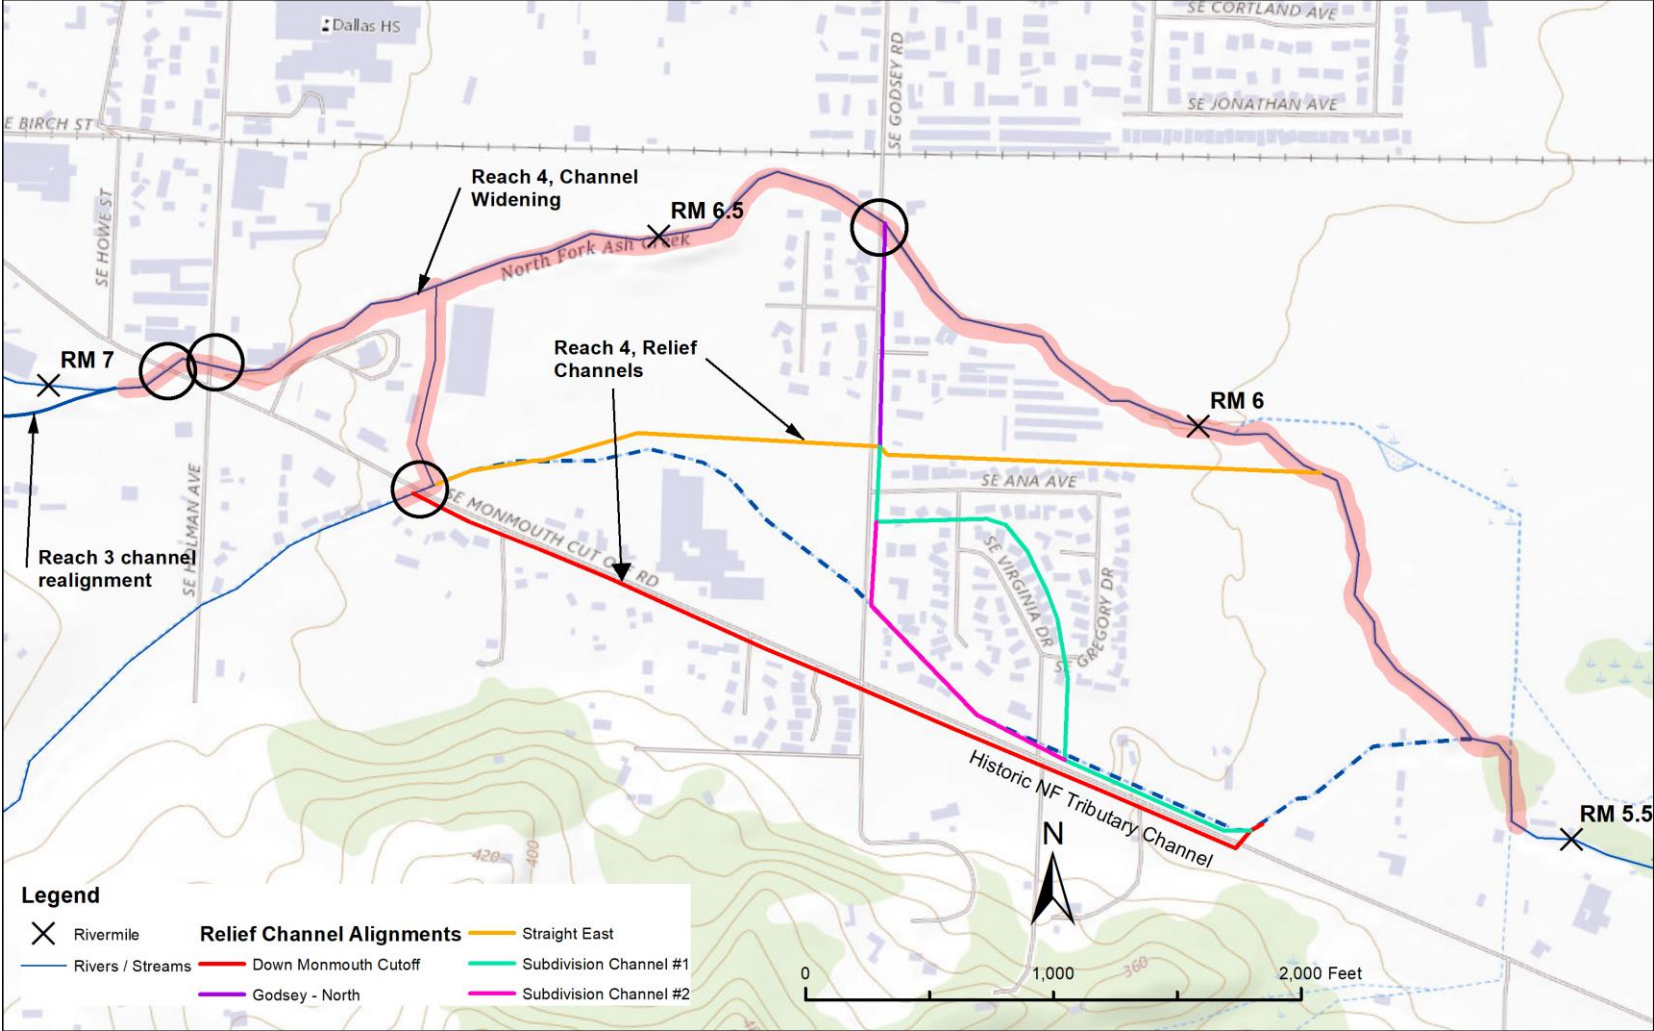 SE CORTLAND AVE
Dallas HS
SE GODSEY RD
SE JONATHAN AVE
E BIRCH ST
Reach 4, Channel
Widening
SE HOWE ST
RM 6.5
North Fork Ash Creek
RM 7
Reach 4, Relief
Channels
RM 6
SE HOLMAN AVE
SE ANA AVE
SE MONMOUTH CUT OFF RD
Reach 3 channel
realignment
SE VIRGINIA DR
SE GREGORY DR
Historic NF Tributary Channel
RM 5.5
N
420
400
360
Legend
Rivermile
Rivers / Streams
Relief Channel Alignments
Down Monmouth Cutoff
Godsey - North
Straight East
Subdivision Channel #1
Subdivision Channel #2
0
1,000
2,000 Feet